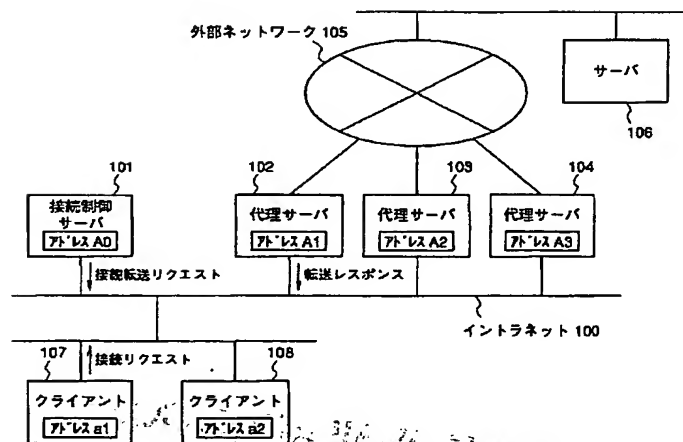 外部ネットワーク 105
サーバ
106
101
接続制御
サーバ
アドレス A0
102
代理サーバ
アドレス A1
103
代理サーバ
アドレス A2
104
代理サーバ
アドレス A3
接続転送リクエスト
転送レスポンス
イントラネット 100
107
接続リクエスト
108
クライアント
アドレス a1
クライアント
アドレス a2